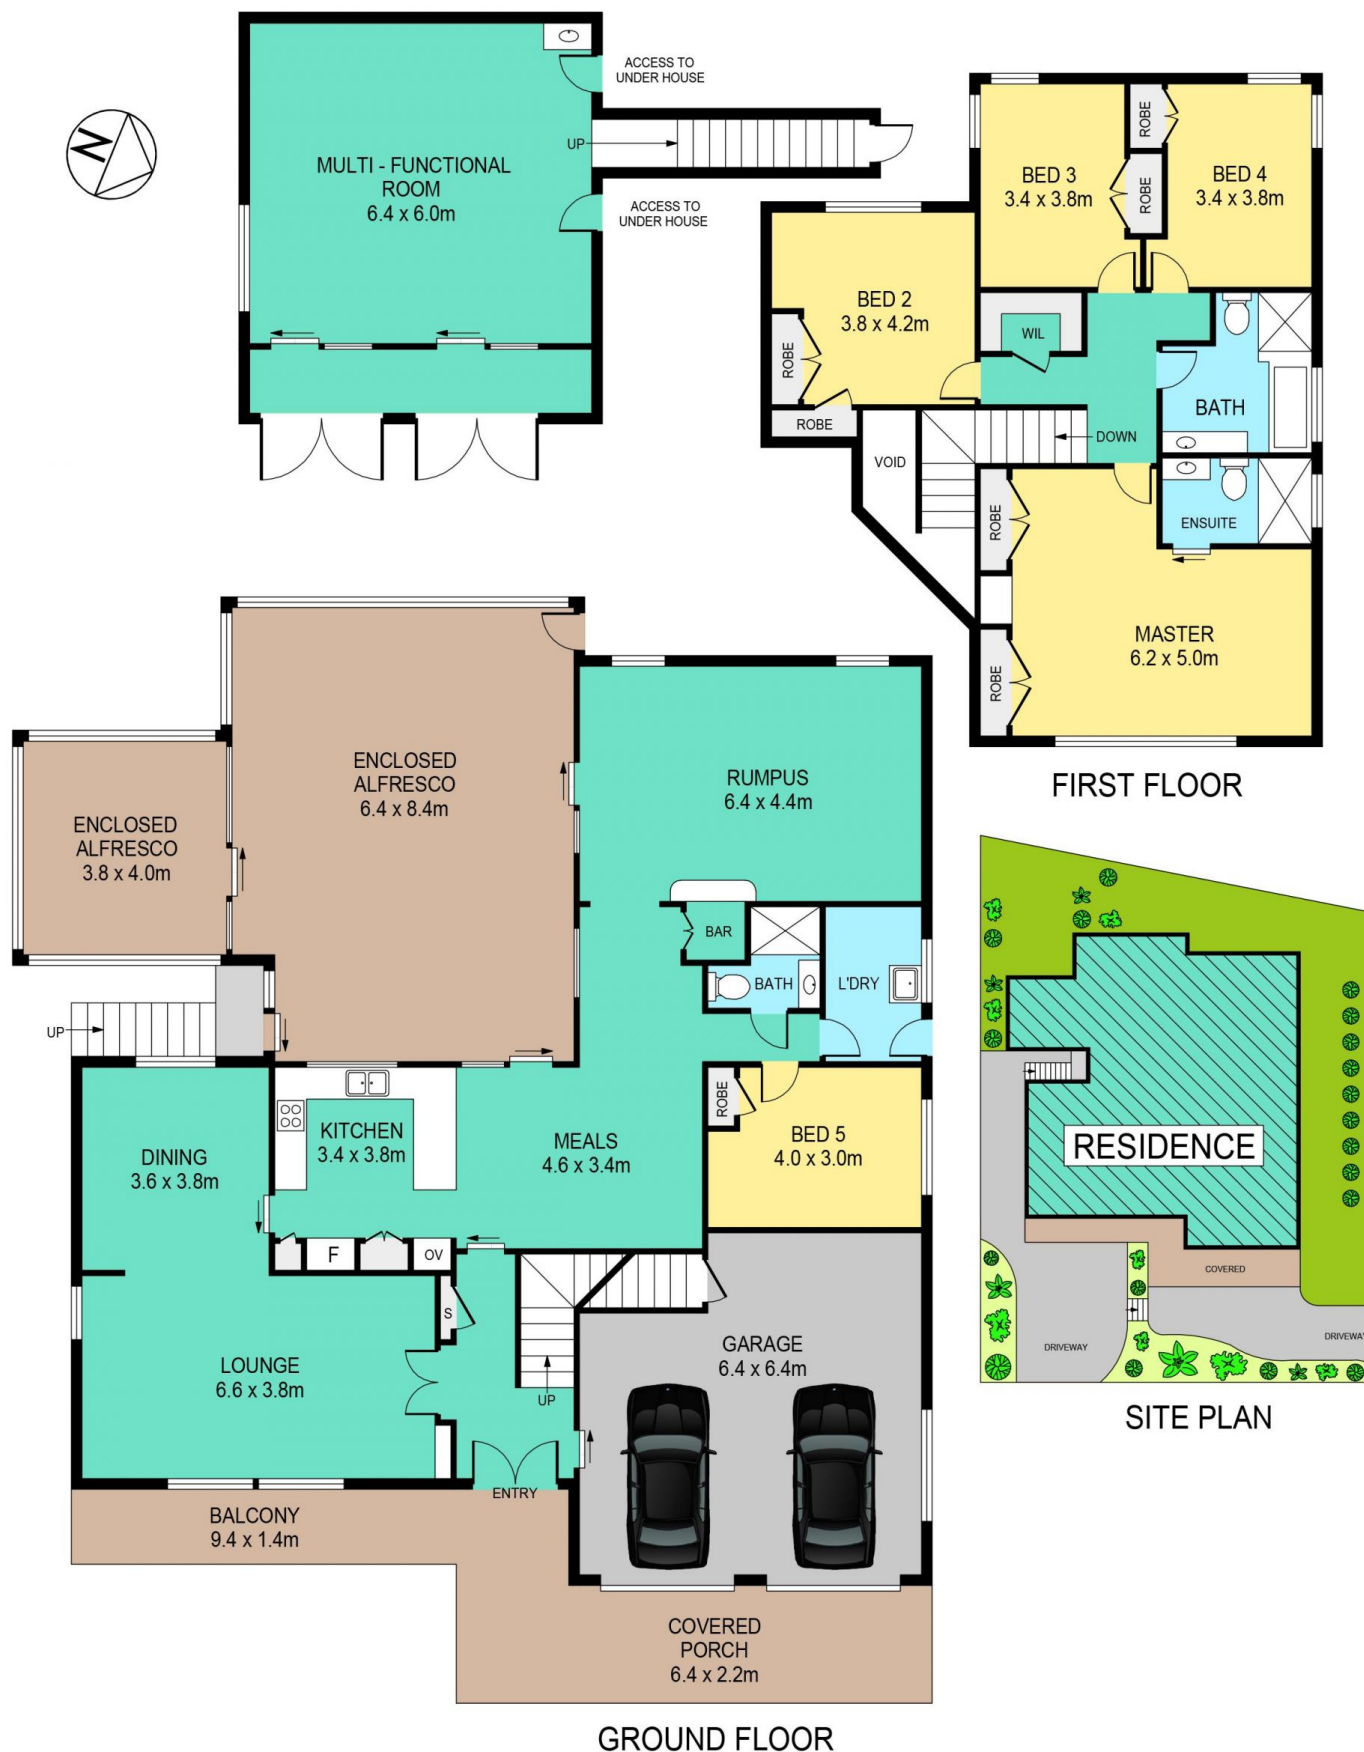 N
MULTI - FUNCTIONAL
ROOM
6.4 x 6.0m
ACCESS TO
UNDER HOUSE
UP
ACCESS TO
UNDER HOUSE
BED 3
3.4 x 3.8m
ROBE
ROBE
BED 4
3.4 x 3.8m
BED 2
3.8 x 4.2m
ROBE
ROBE
WIL
BATH
DOWN
VOID
ROBE
ENSUITE
MASTER
6.2 x 5.0m
ROBE
FIRST FLOOR
ENCLOSED
ALFRESCO
6.4 x 8.4m
ENCLOSED
ALFRESCO
3.8 x 4.0m
RUMPUS
6.4 x 4.4m
BAR
BATH
L'DRY
UP
DINING
3.6 x 3.8m
KITCHEN
3.4 x 3.8m
MEALS
4.6 x 3.4m
ROBE
BED 5
4.0 x 3.0m
F
OV
S
LOUNGE
6.6 x 3.8m
UP
GARAGE
6.4 x 6.4m
ENTRY
BALCONY
9.4 x 1.4m
COVERED
PORCH
6.4 x 2.2m
GROUND FLOOR
RESIDENCE
COVERED
DRIVEWAY
DRIVEWAY
SITE PLAN